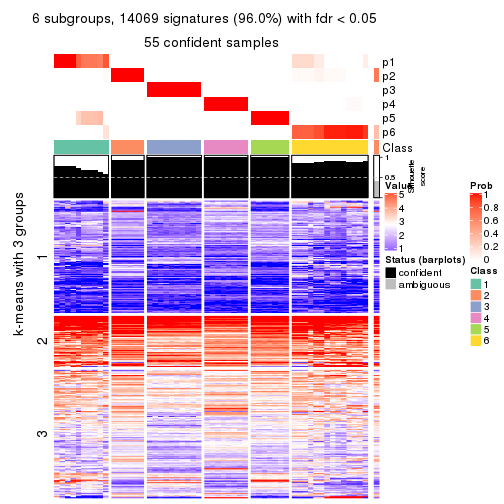 6 subgroups, 14069 signatures (96.0%) with fdr < 0.05
55 confident samples
p1
p2
p3
p4
p5
p6
Class
1
0.5
Silhouette
score
k-means with 3 groups
1
2
3
Value
5
4
3
2
1
Status (barplots)
confident
ambiguous
Prob
1
0.8
0.6
0.4
0.2
0
Class
1
2
3
4
5
6